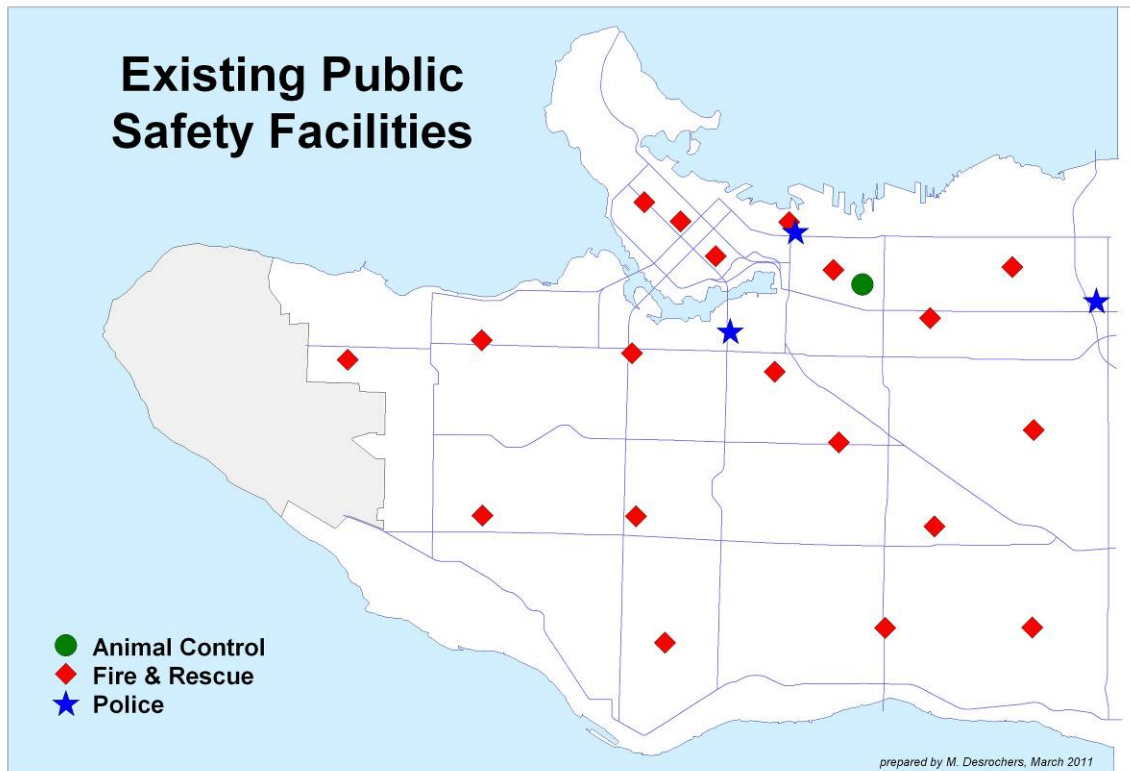 Existing Public
Safety Facilities
Animal Control
Fire & Rescue
Police
prepared by M. Desrochers, March 2011